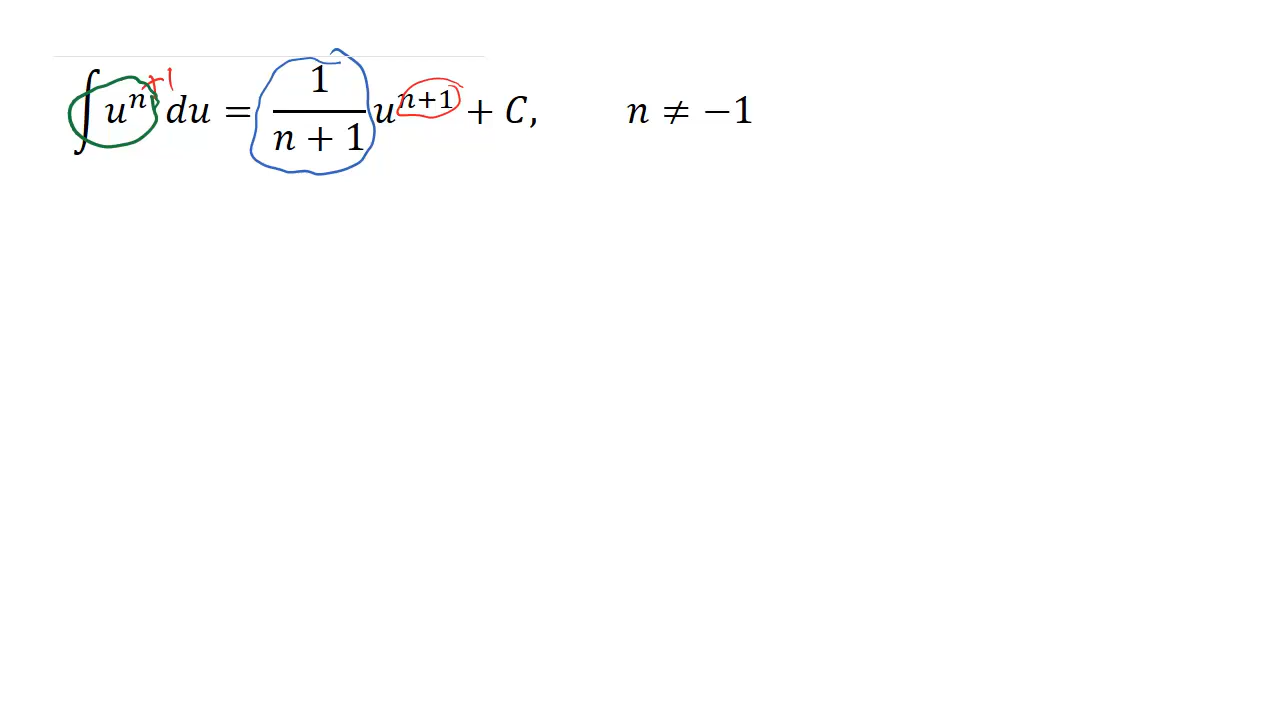 ∫ uⁿ du = 1/(n + 1) uⁿ⁺¹ + C, n ≠ −1
+1